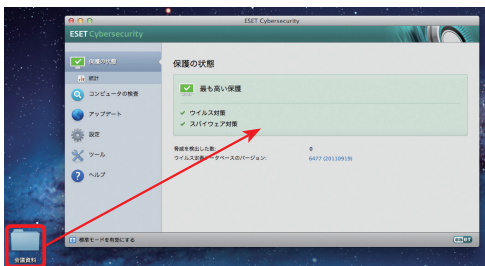 ESET Cybersecurity
ESET Cybersecurity
保護の状態
統計
コンピュータの検査
アップデート
設定
ツール
ヘルプ
保護の状態
最も高い保護
ウイルス対策
スパイウェア対策
脅威を検出した数: 0
ウイルス定義データベースのバージョン: 6477 (20110919)
標準モードを有効にする
ESET
会議資料